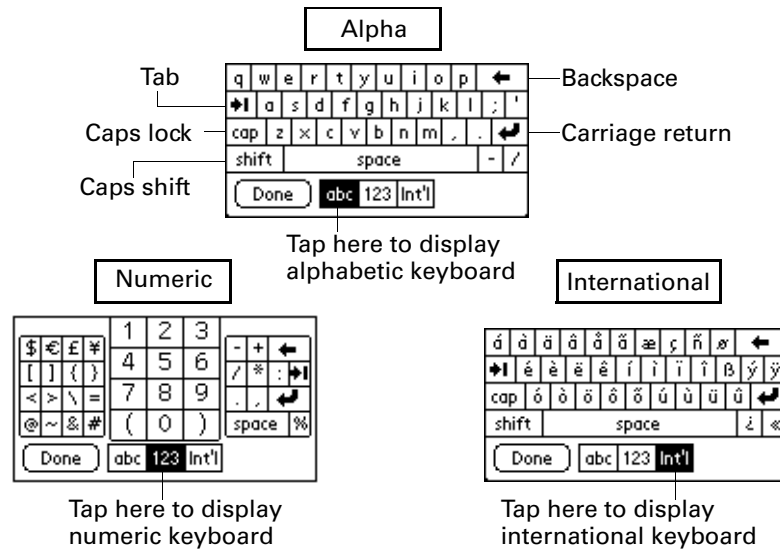 Alpha
Tab
Caps lock
Caps shift
q w e r t y u i o p
a s d f g h j k l ; '
cap z x c v b n m , .
shift space - /
Done abc 123 Int'l
Backspace
Carriage return
Tap here to display
alphabetic keyboard
Numeric
$ € £ ¥
[ ] { }
< > \ =
@ ~ & #
1 2 3
4 5 6
7 8 9
( 0 )
- +
/ * :
. ,
space %
Done abc 123 Int'l
Tap here to display
numeric keyboard
International
á à ä â å ã æ ç ñ ø
é è ë ê í ì ï î ß ý ÿ
cap ó ò ö ô õ ú ù ü û
shift space ¿ «
Done abc 123 Int'l
Tap here to display
international keyboard